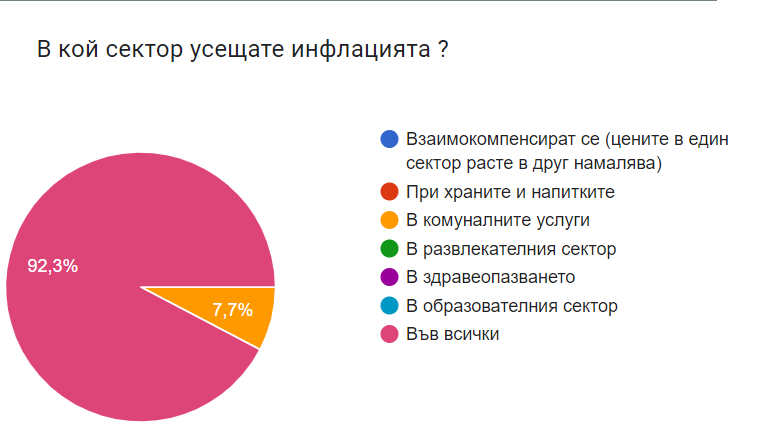 В кой сектор усещате инфлацията ?
Взаимокомпенсират се (цените в един
сектор расте в друг намалява)
При храните и напитките
В комуналните услуги
В развлекателния сектор
В здравеопазването
В образователния сектор
Във всички
92,3%
7,7%